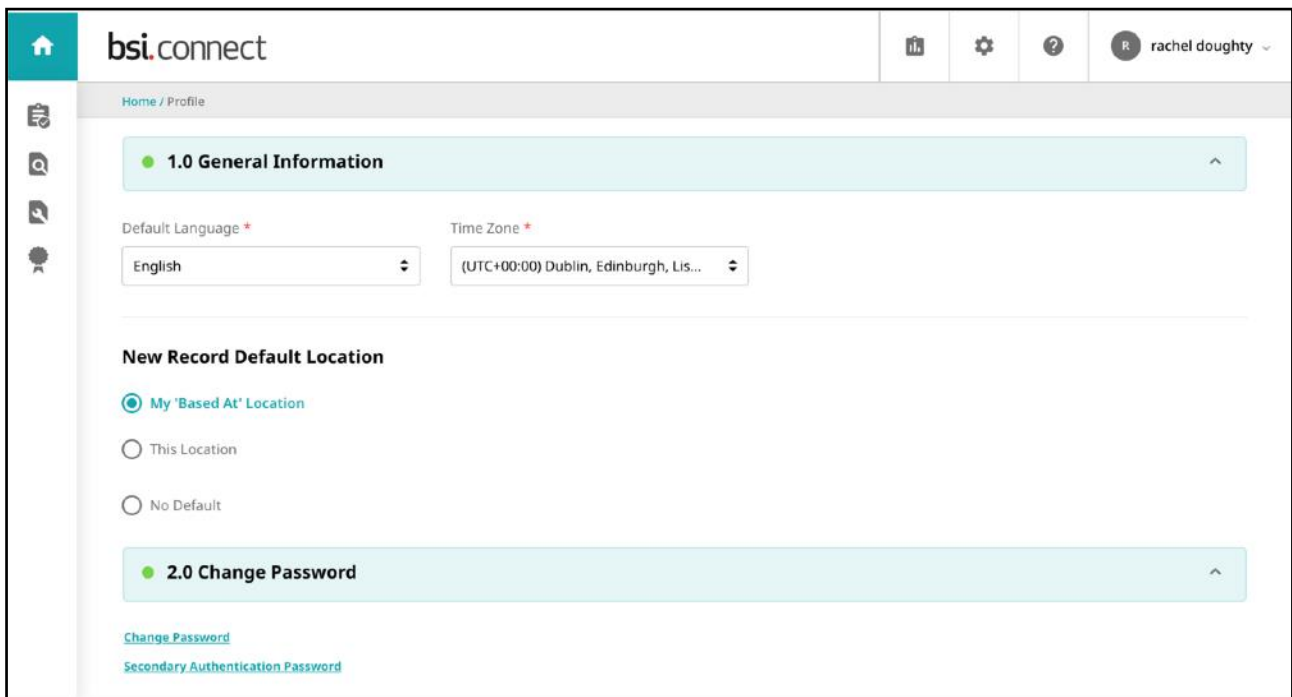 bsi.connect
R rachel doughty
Home / Profile
1.0 General Information
Default Language * Time Zone *
English (UTC+00:00) Dublin, Edinburgh, Lis...
New Record Default Location
My 'Based At' Location
This Location
No Default
2.0 Change Password
Change Password
Secondary Authentication Password